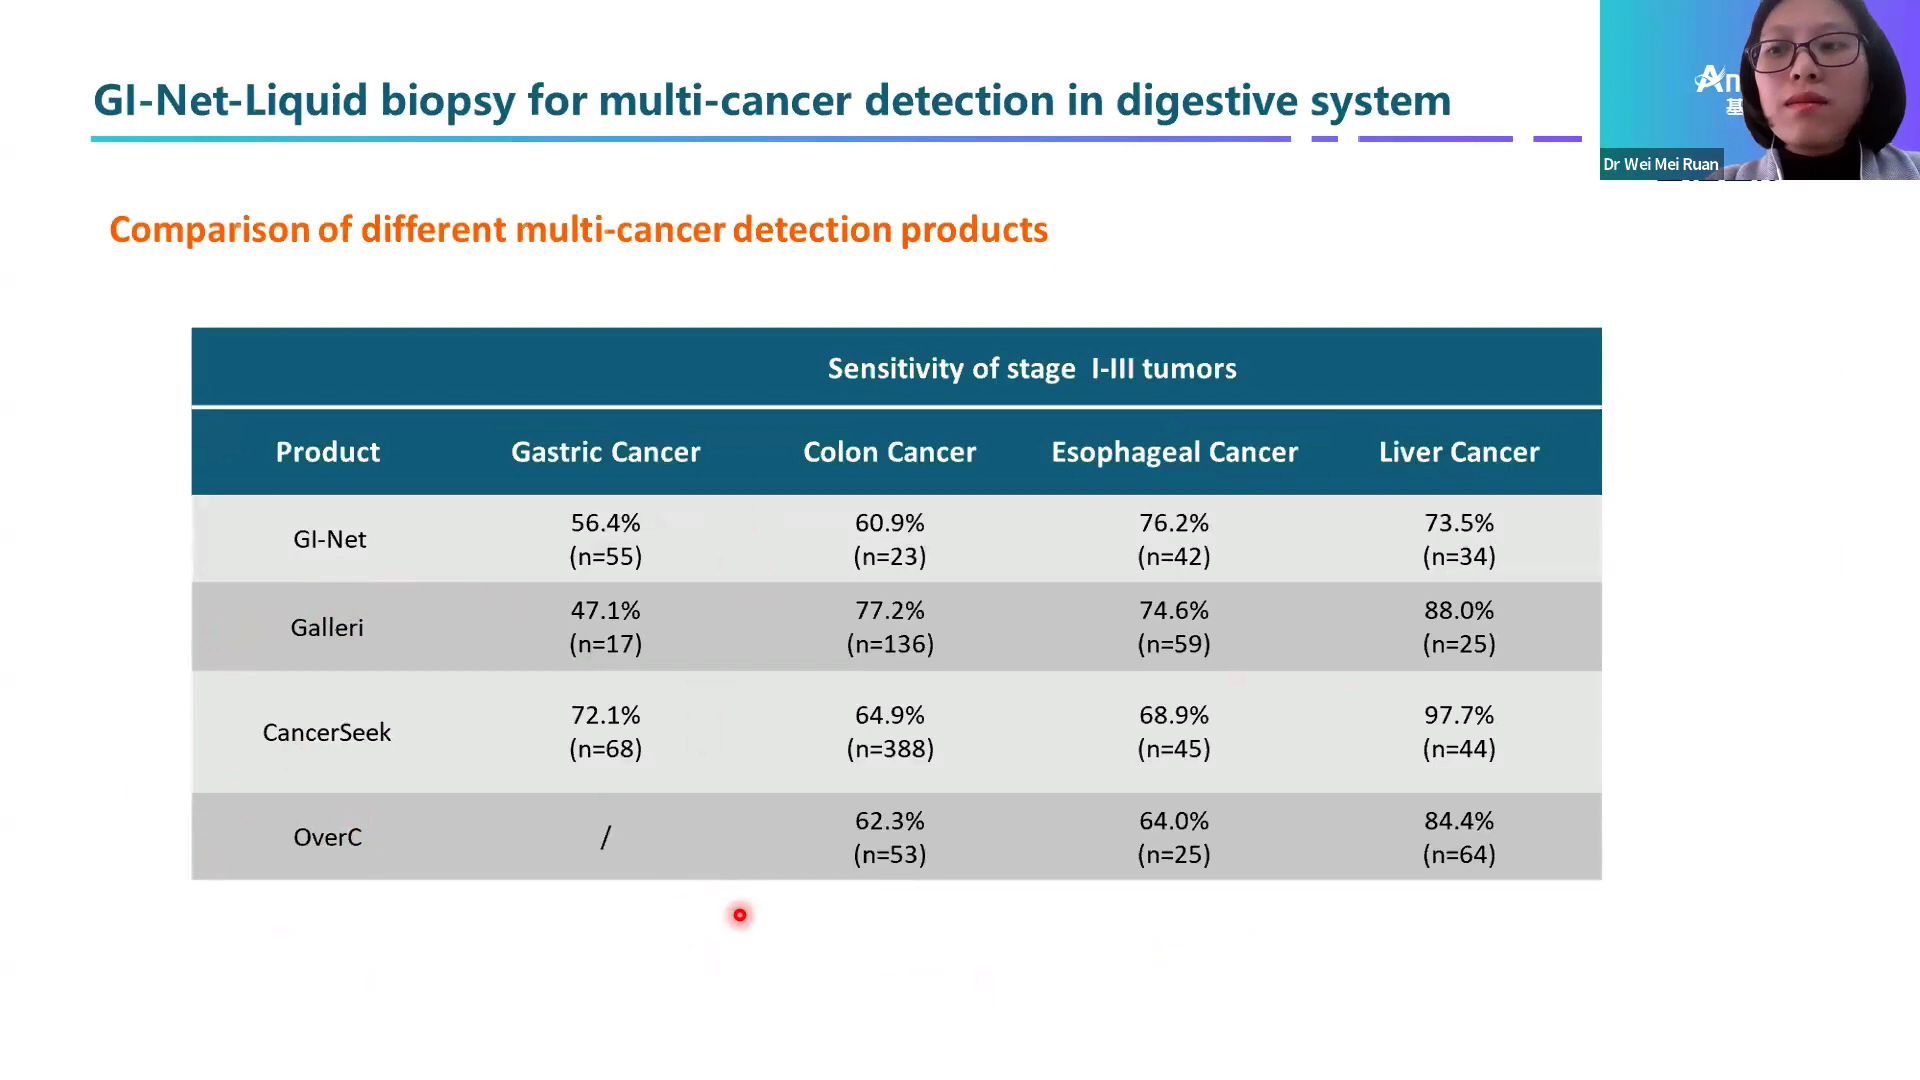 GI-Net-Liquid biopsy for multi-cancer detection in digestive system
Dr Wei Mei Ruan
Comparison of different multi-cancer detection products
Sensitivity of stage I-III tumors
Product Gastric Cancer Colon Cancer Esophageal Cancer Liver Cancer
GI-Net
56.4% 60.9% 76.2% 73.5%
(n=55) (n=23) (n=42) (n=34)
Galleri
47.1% 77.2% 74.6% 88.0%
(n=17) (n=136) (n=59) (n=25)
CancerSeek
72.1% 64.9% 68.9% 97.7%
(n=68) (n=388) (n=45) (n=44)
OverC
/ 62.3% 64.0% 84.4%
(n=53) (n=25) (n=64)